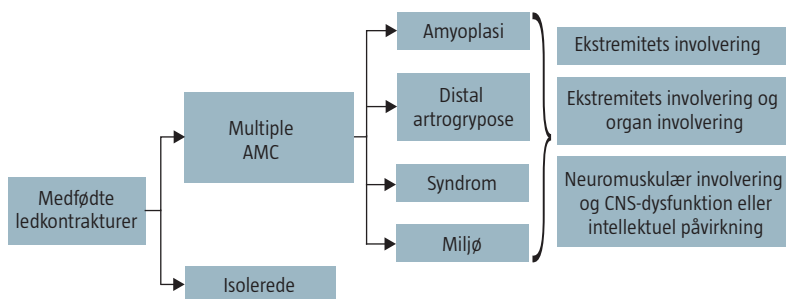 Medfødte
ledkontrakturer
Multiple
AMC
Isolerede
Amyoplasi
Distal
artrogrypose
Syndrom
Miljø
Ekstremitets involvering
Ekstremitets involvering og
organ involvering
Neuromuskulær involvering
og CNS-dysfunktion eller
intellektuel påvirkning